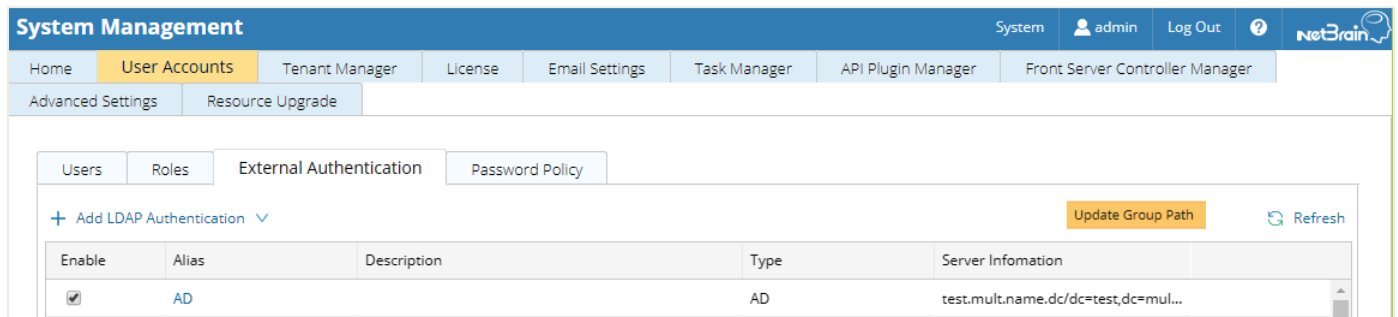 System Management System admin Log Out ? NetBrain
Home User Accounts Tenant Manager License Email Settings Task Manager API Plugin Manager Front Server Controller Manager
Advanced Settings Resource Upgrade
Users Roles External Authentication Password Policy
+ Add LDAP Authentication Update Group Path Refresh
Enable Alias Description Type Server Infomation
AD AD test.mult.name.dc/dc=test,dc=mul...